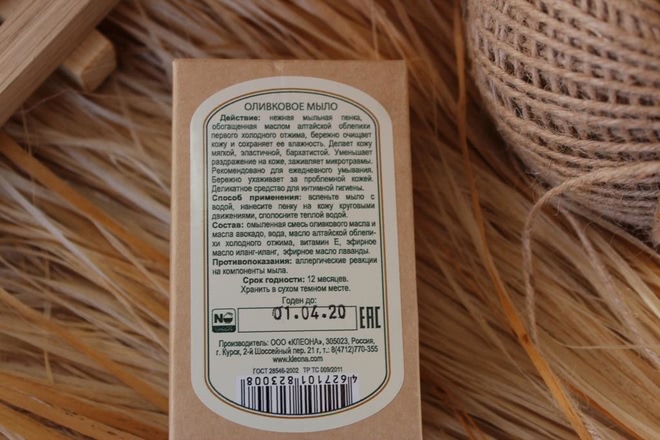 ОЛИВКОВОЕ МЫЛО
Действие: нежная мыльная пенка,
обогащенная маслом алтайской облепихи
первого холодного отжима, бережно очищает
кожу и сохраняет ее влажность. Делает кожу
мягкой, эластичной, бархатистой. Уменьшает
раздражение на коже, заживляет микротравмы.
Рекомендовано для ежедневного умывания.
Бережно ухаживает за проблемной кожей.
Деликатное средство для интимной гигиены.
Способ применения: вспеньте мыло с
водой, нанесите пенку на кожу круговыми
движениями, сполосните теплой водой.
Состав: омыленная смесь оливкового масла и
масла авокадо, вода, масло алтайской облепи-
хи холодного отжима, витамин Е, эфирное
масло иланг-иланг, эфирное масло лаванды.
Противопоказания: аллергические реакции
на компоненты мыла.
Срок годности: 12 месяцев.
Хранить в сухом темном месте.
Годен до:
01.04.20
NO
EAC
Производитель: ООО «КЛЕОНА», 305023, Россия,
г. Курск, 2-й Шоссейный пер. 21 г, т.: 8(4712)770-355
www.kleona.com
ГОСТ 28546-2002 ТР ТС 009/2011
4627101823008